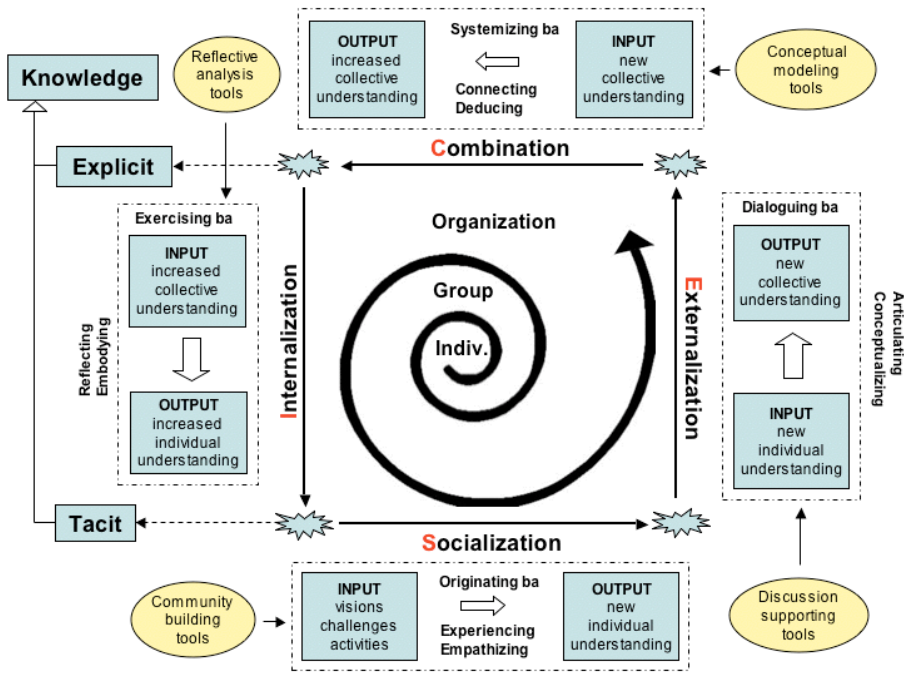 Knowledge
Reflective
analysis
tools
OUTPUT
increased
collective
understanding
Systemizing ba
Connecting
Deducing
INPUT
new
collective
understanding
Conceptual
modeling
tools
Explicit
Combination
Exercising ba
INPUT
increased
collective
understanding
OUTPUT
increased
individual
understanding
Reflecting
Embodying
Internalization
Organization
Group
Indiv.
Externalization
Dialoguing ba
OUTPUT
new
collective
understanding
INPUT
new
individual
understanding
Articulating
Conceptualizing
Tacit
Socialization
Community
building
tools
INPUT
visions
challenges
activities
Originating ba
Experiencing
Empathizing
OUTPUT
new
individual
understanding
Discussion
supporting
tools